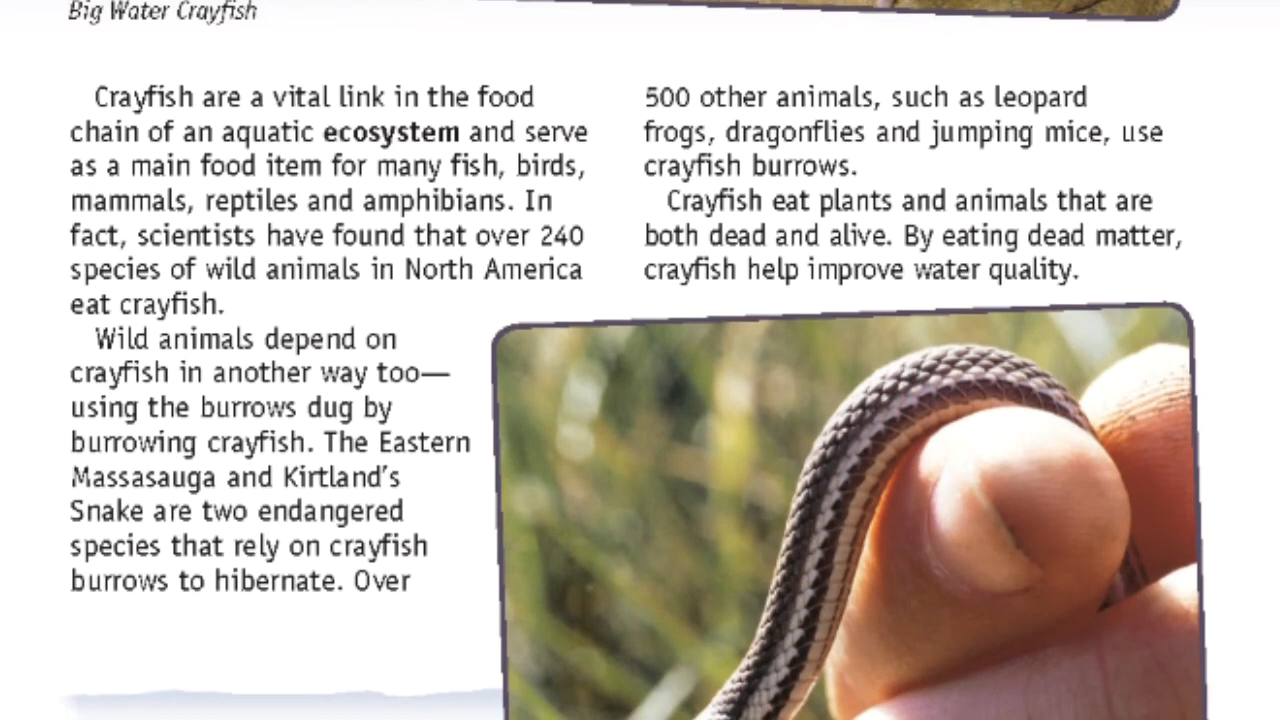 Big Water Crayfish
Crayfish are a vital link in the food
chain of an aquatic ecosystem and serve
as a main food item for many fish, birds,
mammals, reptiles and amphibians. In
fact, scientists have found that over 240
species of wild animals in North America
eat crayfish.
Wild animals depend on
crayfish in another way too—
using the burrows dug by
burrowing crayfish. The Eastern
Massasauga and Kirtland's
Snake are two endangered
species that rely on crayfish
burrows to hibernate. Over
500 other animals, such as leopard
frogs, dragonflies and jumping mice, use
crayfish burrows.
Crayfish eat plants and animals that are
both dead and alive. By eating dead matter,
crayfish help improve water quality.